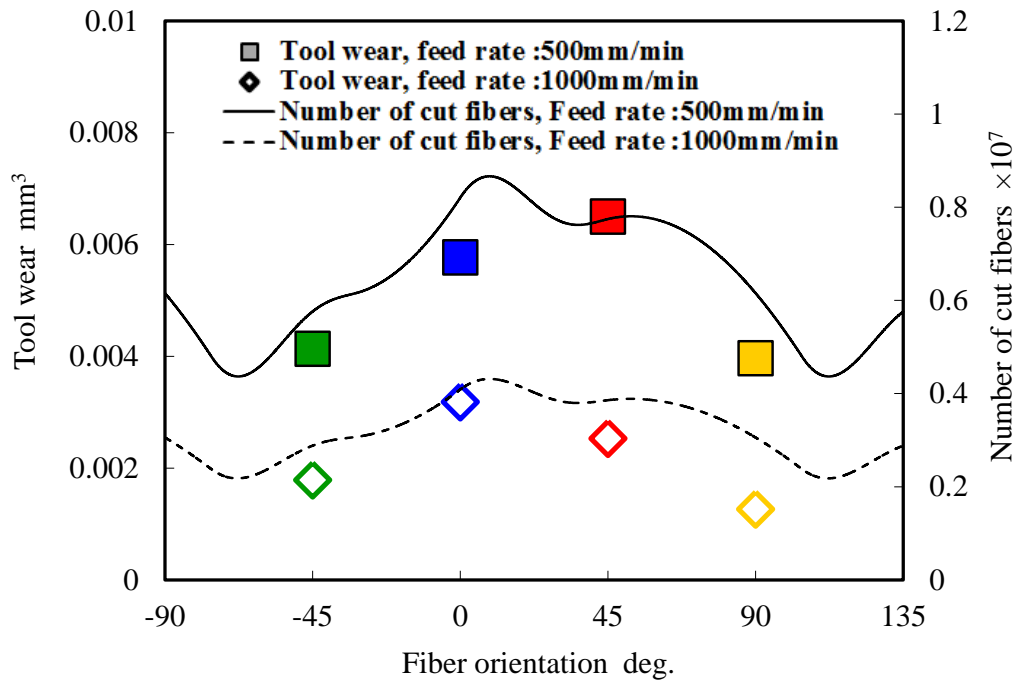 0.01
0.008
0.006
0.004
0.002
0
Tool wear mm³
Tool wear, feed rate :500mm/min
Tool wear, feed rate :1000mm/min
Number of cut fibers, Feed rate :500mm/min
Number of cut fibers, Feed rate :1000mm/min
1.2
1
0.8
0.6
0.4
0.2
0
Number of cut fibers ×10⁷
-90 -45 0 45 90 135
Fiber orientation deg.